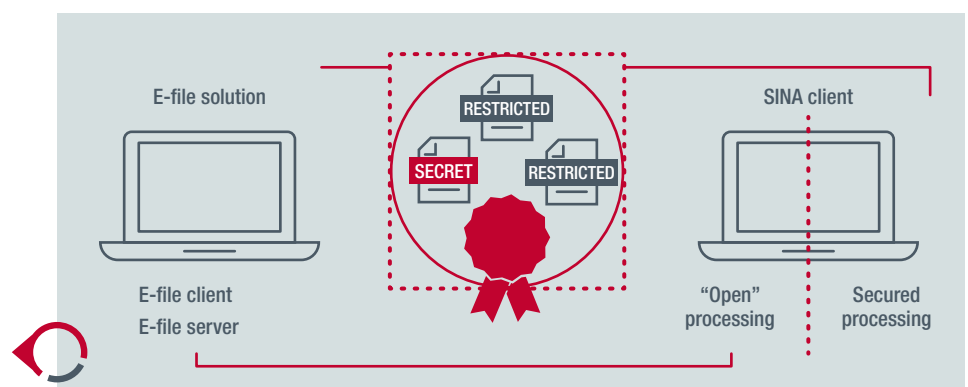 E-file solution
RESTRICTED
SINA client
SECRET
RESTRICTED
E-file client
E-file server
“Open”
processing
Secured
processing